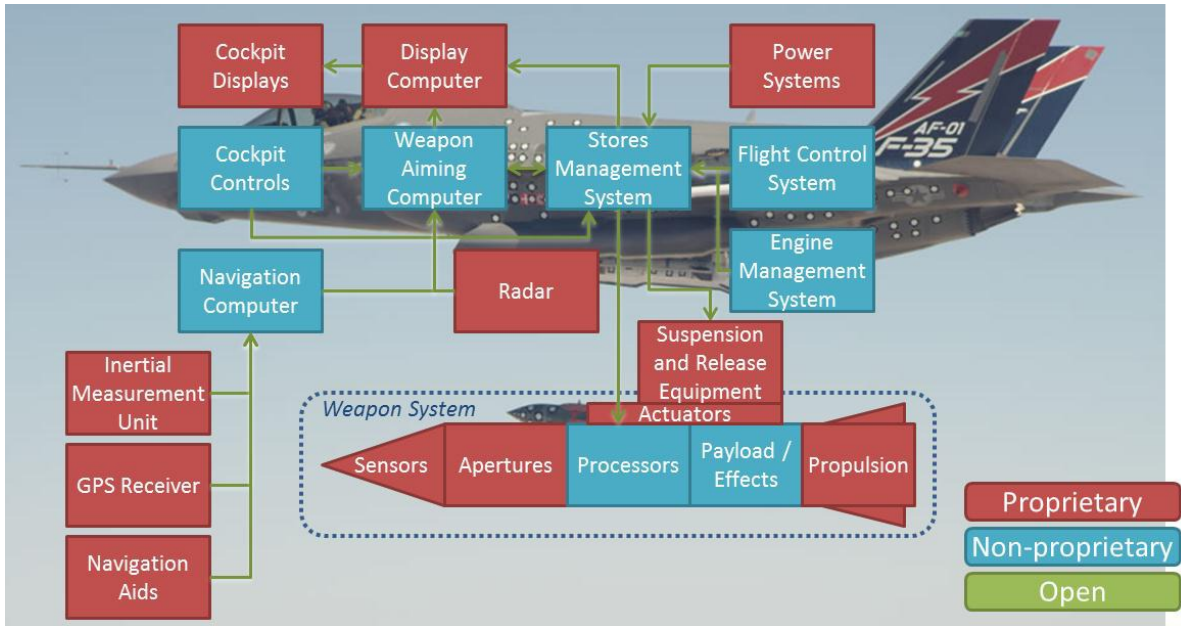 Cockpit
Displays
Display
Computer
Power
Systems
AF-01
F-35
Cockpit
Controls
Weapon
Aiming
Computer
Stores
Management
System
Flight Control
System
Engine
Management
System
Navigation
Computer
Radar
Inertial
Measurement
Unit
GPS Receiver
Navigation
Aids
Suspension
and Release
Equipment
Weapon System
Actuators
Sensors
Apertures
Processors
Payload /
Effects
Propulsion
Proprietary
Non-proprietary
Open